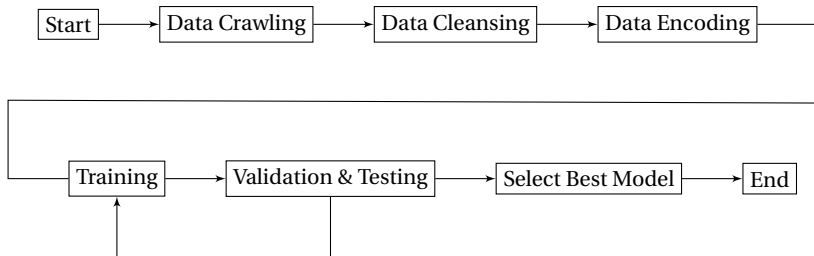 Start
Data Crawling
Data Cleansing
Data Encoding
Training
Validation & Testing
Select Best Model
End